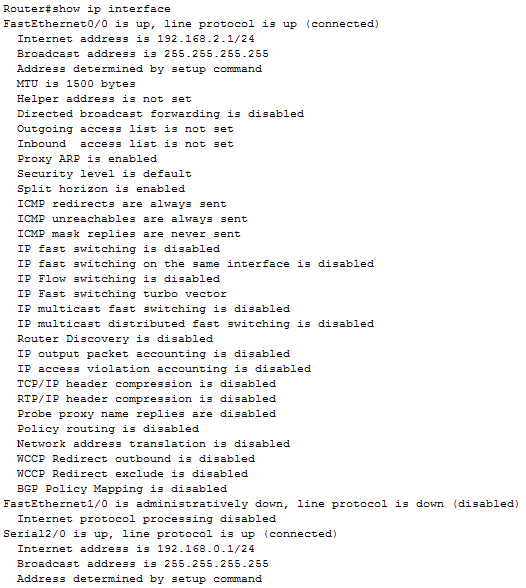 Router#show ip interface
FastEthernet0/0 is up, line protocol is up (connected)
  Internet address is 192.168.2.1/24
  Broadcast address is 255.255.255.255
  Address determined by setup command
  MTU is 1500 bytes
  Helper address is not set
  Directed broadcast forwarding is disabled
  Outgoing access list is not set
  Inbound  access list is not set
  Proxy ARP is enabled
  Security level is default
  Split horizon is enabled
  ICMP redirects are always sent
  ICMP unreachables are always sent
  ICMP mask replies are never sent
  IP fast switching is disabled
  IP fast switching on the same interface is disabled
  IP Flow switching is disabled
  IP Fast switching turbo vector
  IP multicast fast switching is disabled
  IP multicast distributed fast switching is disabled
  Router Discovery is disabled
  IP output packet accounting is disabled
  IP access violation accounting is disabled
  TCP/IP header compression is disabled
  RTP/IP header compression is disabled
  Probe proxy name replies are disabled
  Policy routing is disabled
  Network address translation is disabled
  WCCP Redirect outbound is disabled
  WCCP Redirect exclude is disabled
  BGP Policy Mapping is disabled
FastEthernet1/0 is administratively down, line protocol is down (disabled)
  Internet protocol processing disabled
Serial2/0 is up, line protocol is up (connected)
  Internet address is 192.168.0.1/24
  Broadcast address is 255.255.255.255
  Address determined by setup command